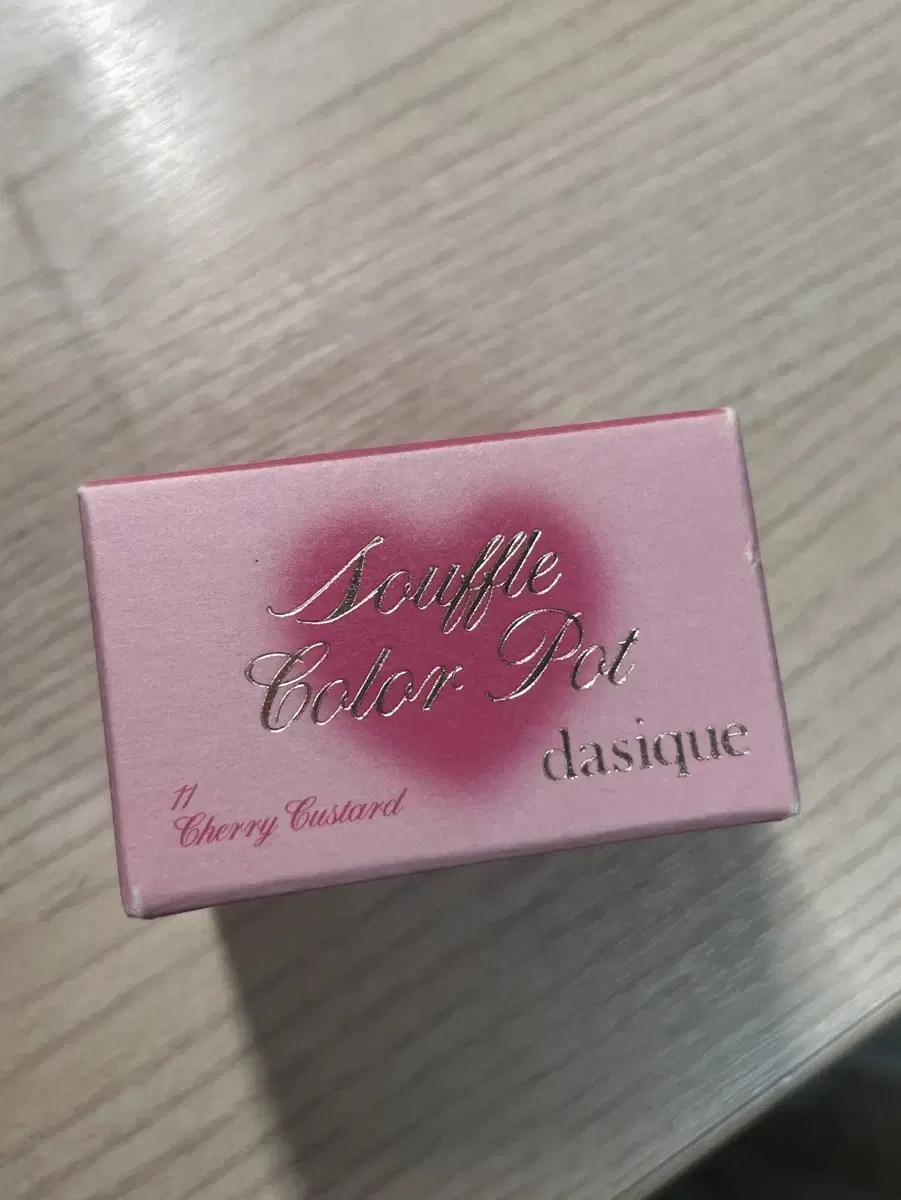 Souffle
Color Pot
dasique
11
Cherry Custard